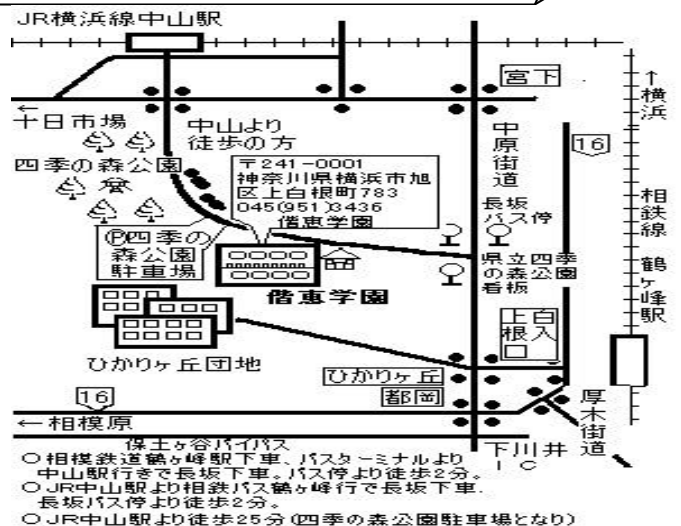 JR横浜線中山駅
宮下
↑横浜
←
十日市場
中山より
徒歩の方
中原街道
16
四季の森公園
〒241-0001
神奈川県横浜市旭
区上白根町783
045(951)3436
偕恵学園
長坂
バス停
相鉄線
鶴ヶ峰駅
Ⓟ四季の
森公園
駐車場
県立四季
の森公園
看板
偕恵学園
上白根入口
ひかりヶ丘団地
ひかりヶ丘
16
都岡
厚木街道
←相模原
保土ヶ谷バイパス
下川井
IC
○相模鉄道鶴ヶ峰駅下車、バスターミナルより
中山駅行きで長坂下車。バス停より徒歩2分。
○JR中山駅より相鉄バス鶴ヶ峰行で長坂下車.
長坂バス停より徒歩2分。
○JR中山駅より徒歩25分(四季の森公園駐車場となり)